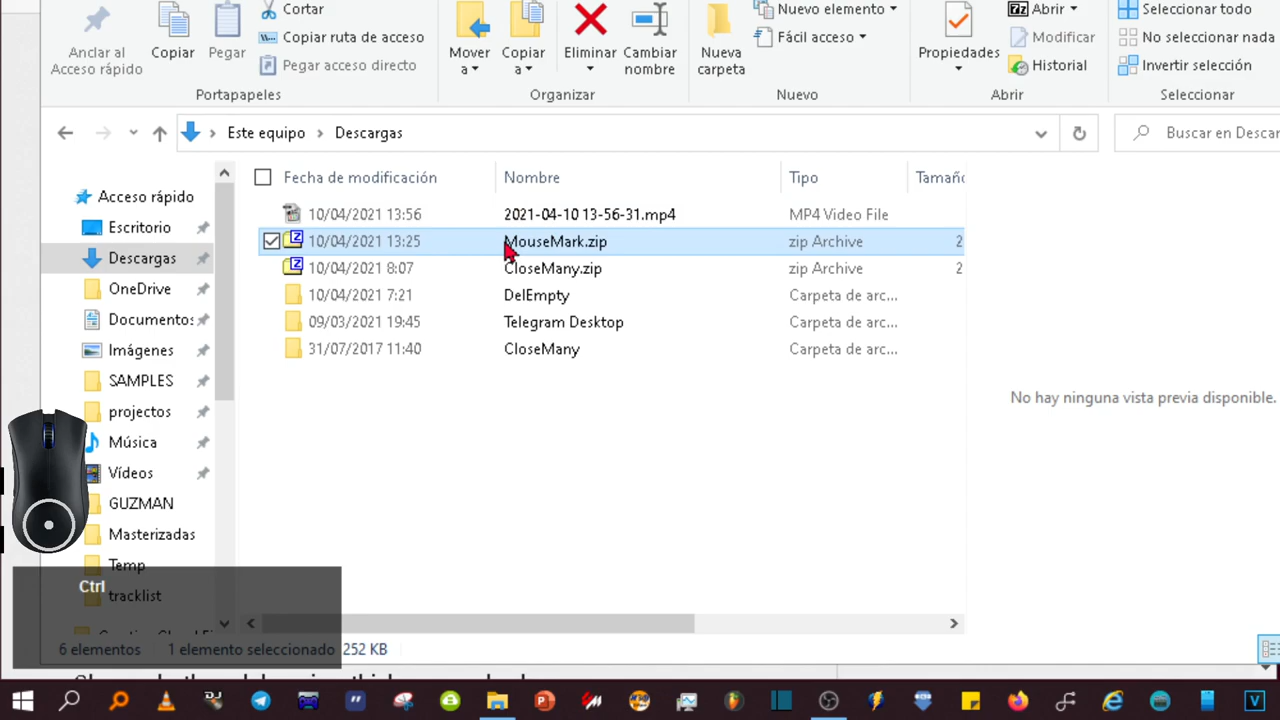 Anclar al
Acceso rápido
Copiar
Pegar
Cortar
Copiar ruta de acceso
Pegar acceso directo
Portapapeles
Mover
a
Copiar
a
Eliminar
Cambiar
nombre
Organizar
Nueva
carpeta
Nuevo elemento
Fácil acceso
Nuevo
Propiedades
Abrir
Modificar
Historial
Abrir
Seleccionar todo
No seleccionar nada
Invertir selección
Seleccionar
Este equipo > Descargas
Buscar en Descar
Acceso rápido
Escritorio
Descargas
OneDrive
Documentos
Imágenes
SAMPLES
projectos
Música
Vídeos
GUZMAN
Masterizadas
Temp
tracklist
Fecha de modificación Nombre Tipo Tamaño
10/04/2021 13:56 2021-04-10 13-56-31.mp4 MP4 Video File
10/04/2021 13:25 MouseMark.zip zip Archive 2
10/04/2021 8:07 CloseMany.zip zip Archive 2
10/04/2021 7:21 DelEmpty Carpeta de arc...
09/03/2021 19:45 Telegram Desktop Carpeta de arc...
31/07/2017 11:40 CloseMany Carpeta de arc...
No hay ninguna vista previa disponible.
Ctrl
6 elementos 1 elemento seleccionado 252 KB